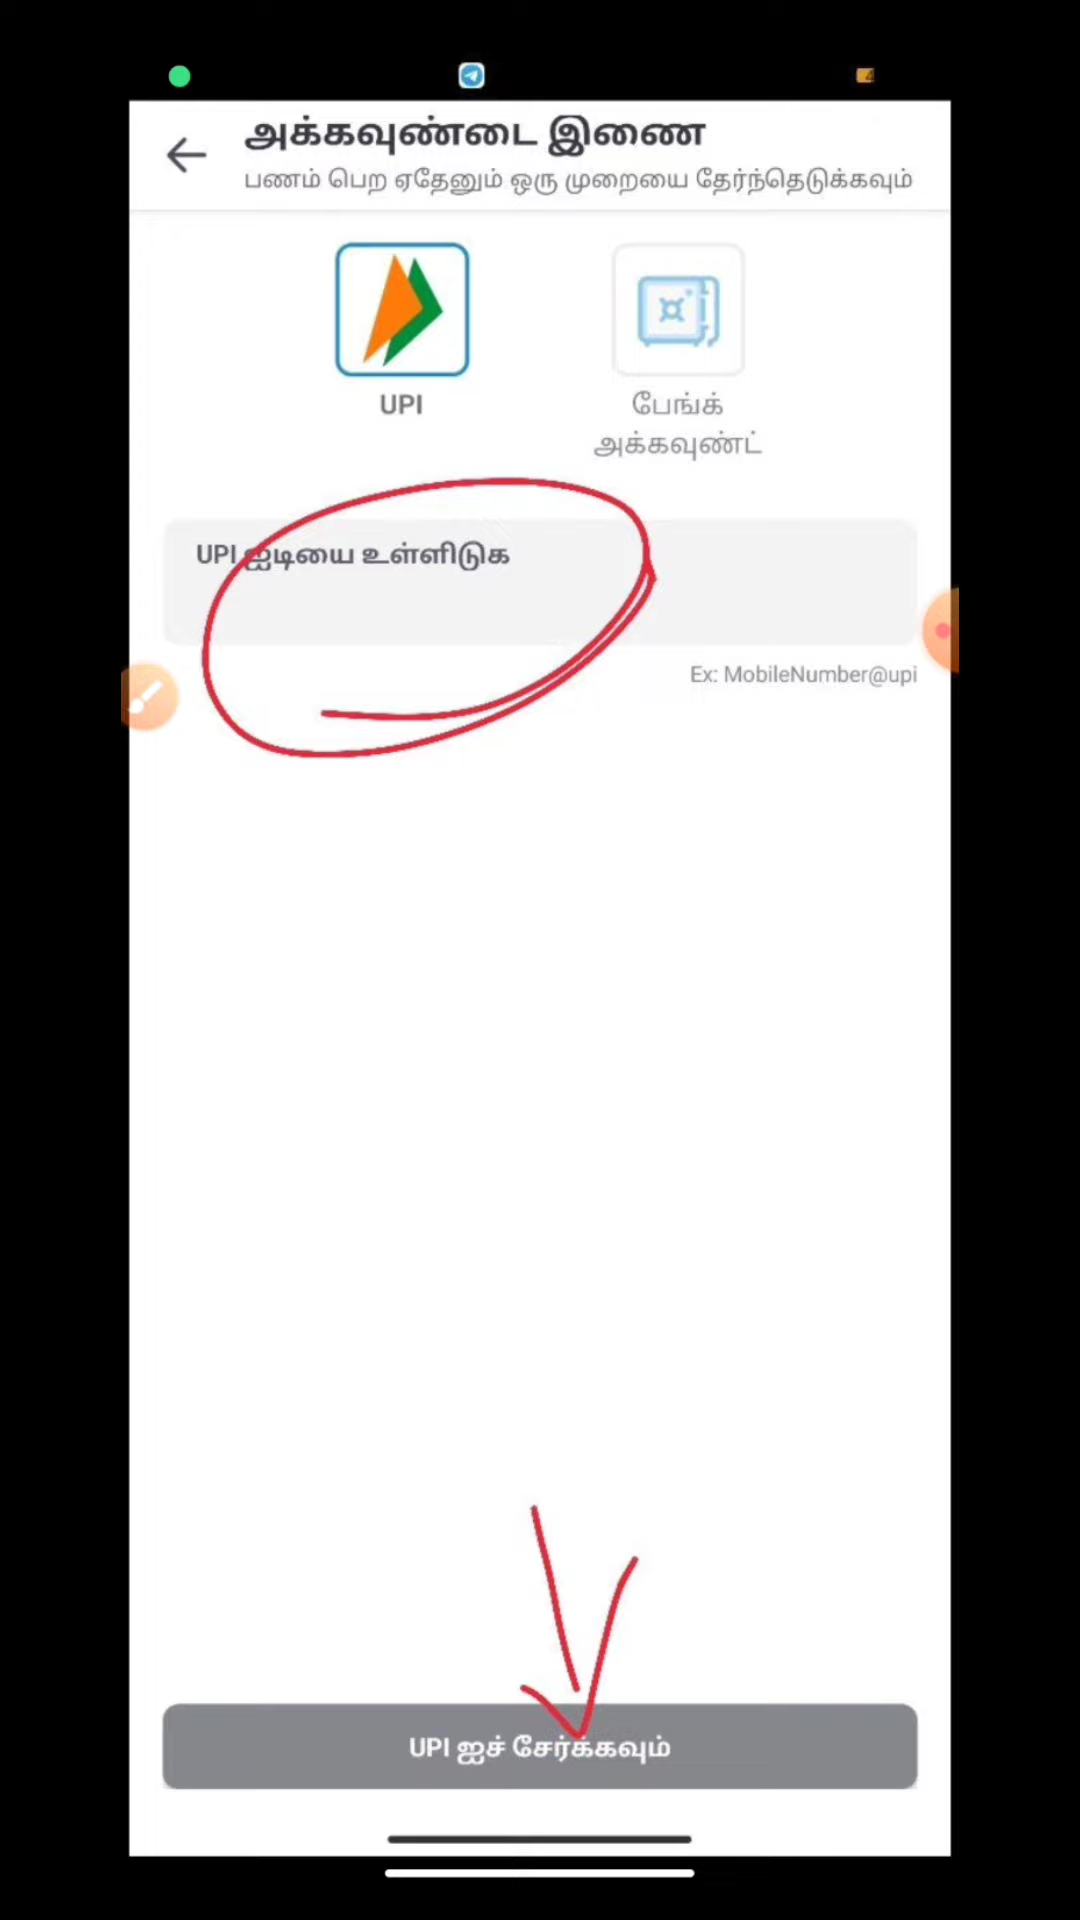 அக்கவுண்டை இணை
பணம் பெற ஏதேனும் ஒரு முறையை தேர்ந்தெடுக்கவும்
UPI
பேங்க்
அக்கவுண்ட்
UPI ஐடியை உள்ளிடுக
Ex: MobileNumber@upi
UPI ஐச் சேர்க்கவும்